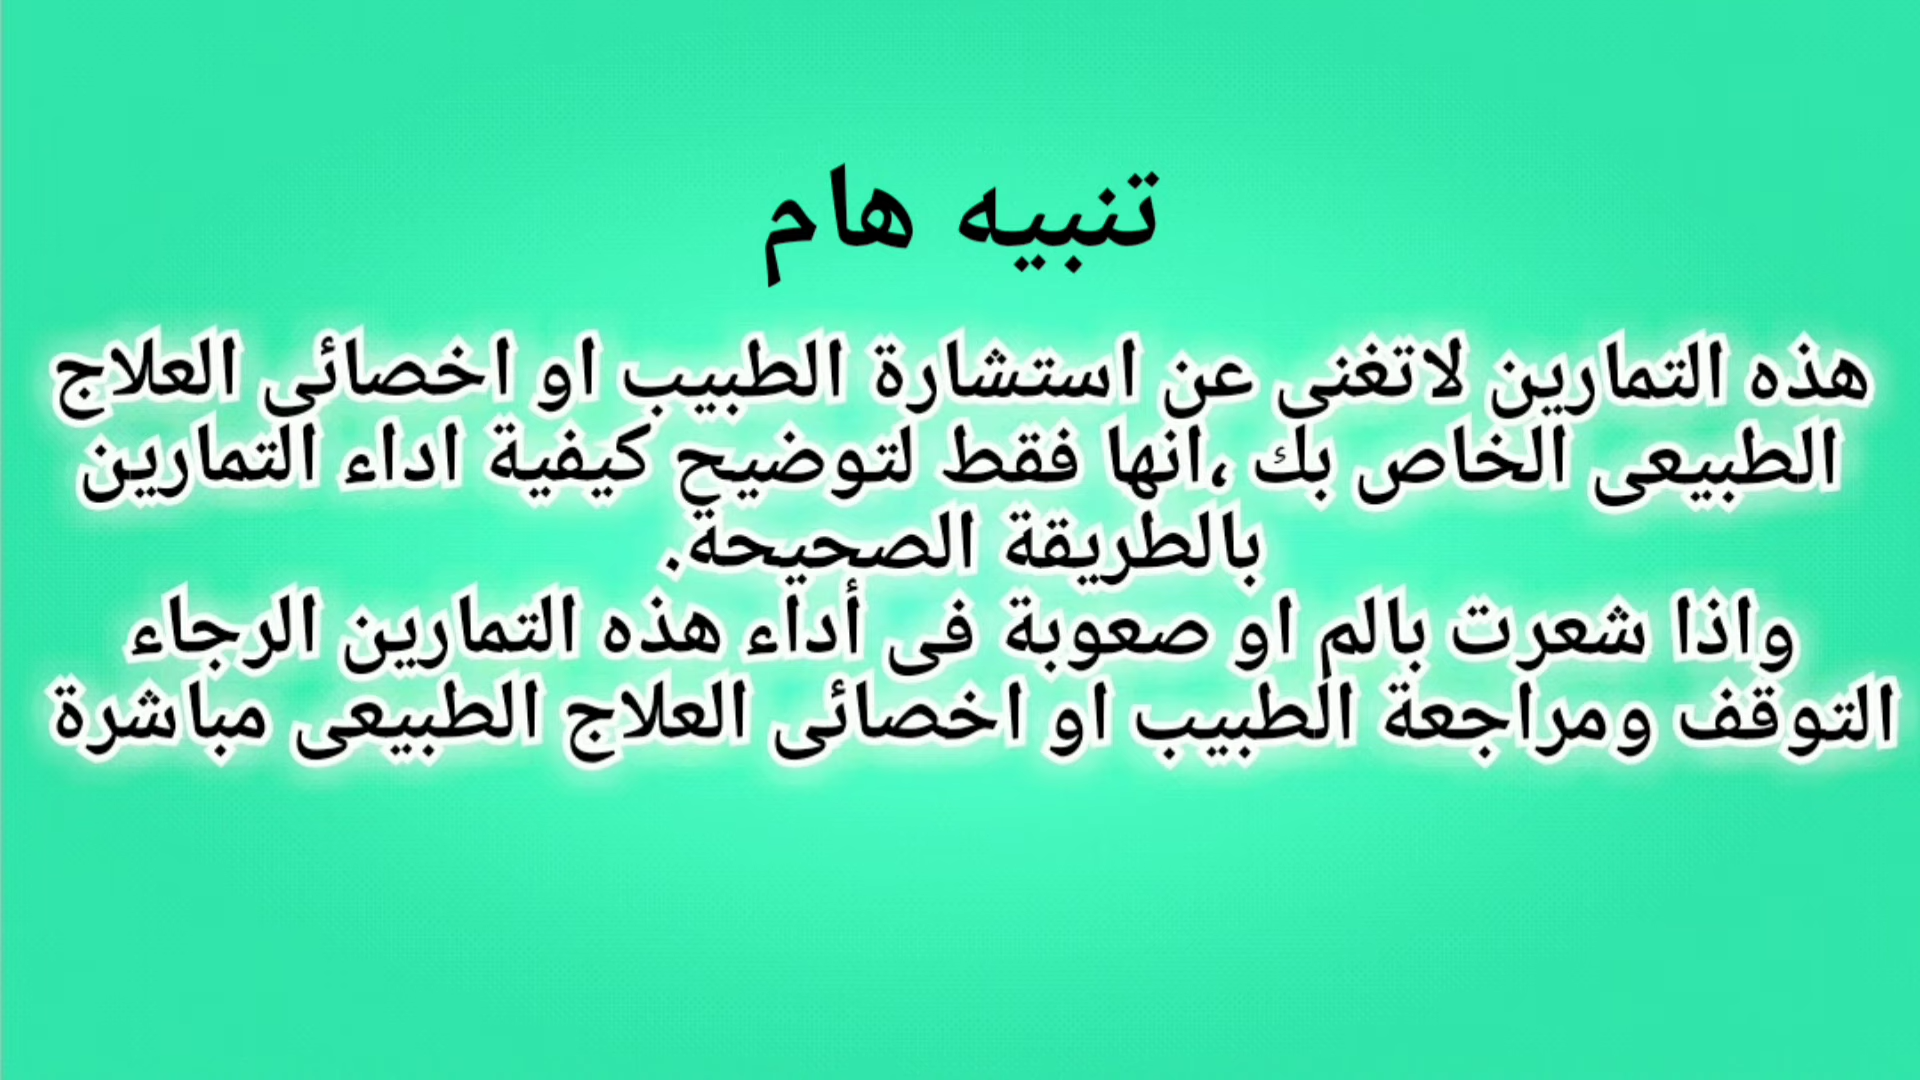 تنبيه هام
هذه التمارين لاتغنى عن استشارة الطبيب او اخصائى العلاج
الطبيعى الخاص بك ،انها فقط لتوضيح كيفية اداء التمارين
بالطريقة الصحيحة.
واذا شعرت بالم او صعوبة فى أداء هذه التمارين الرجاء
التوقف ومراجعة الطبيب او اخصائى العلاج الطبيعى مباشرة